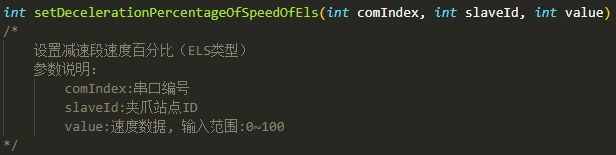 int setDecelerationPercentageOfSpeedOfEls(int comIndex, int slaveId, int value)
/*
设置减速段速度百分比（ELS类型）
参数说明：
comIndex:串口编号
slaveId:夹爪站点ID
value:速度数据, 输入范围:0~100
*/